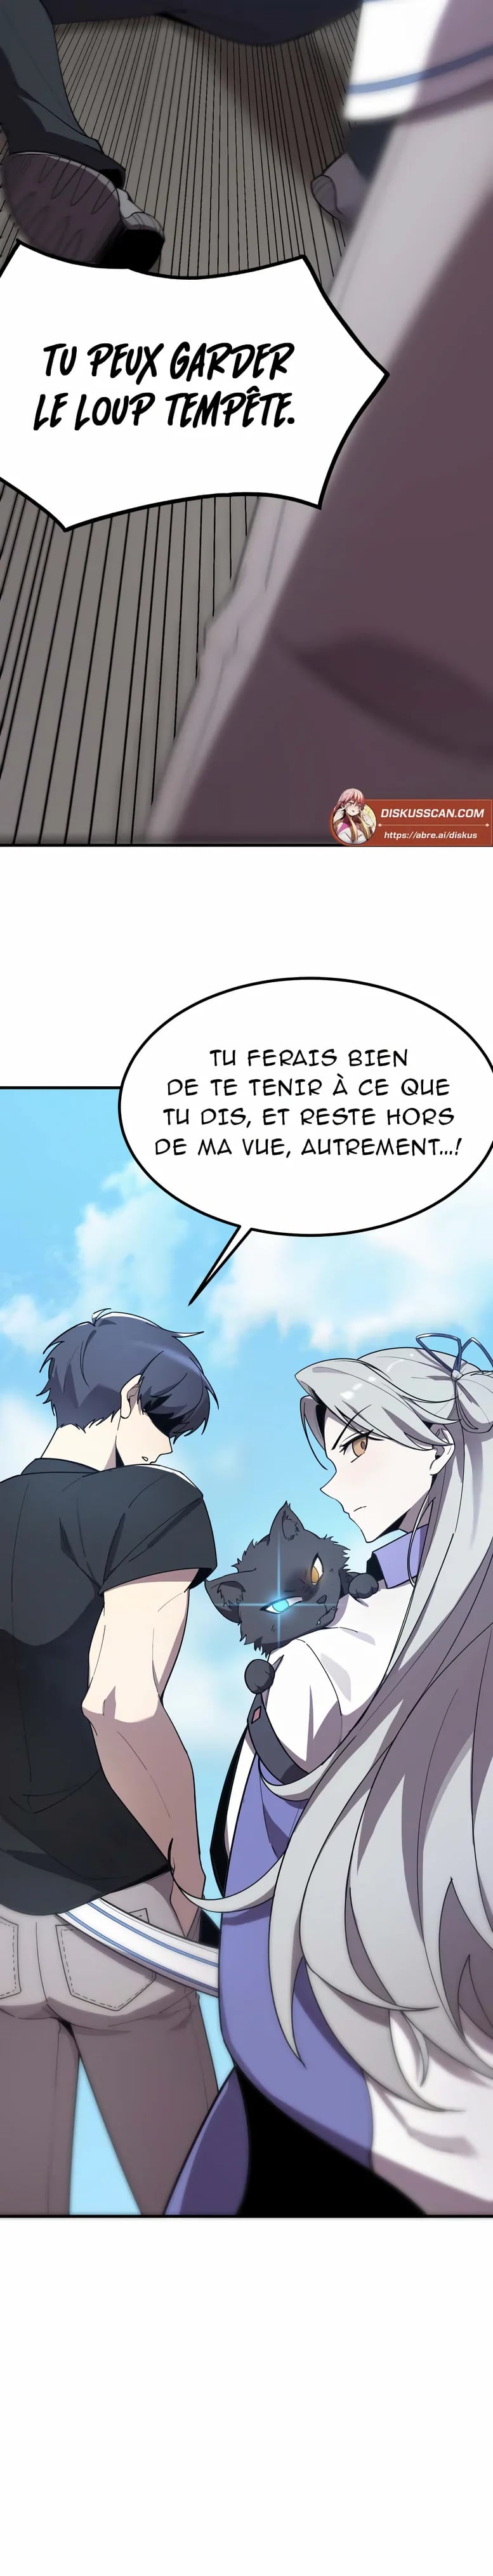 TU PEUX GARDER
LE LOUP TEMPÊTE.
DISKUSSCAN.COM
https://abre.ai/diskus
TU FERAIS BIEN
DE TE TENIR À CE QUE
TU DIS, ET RESTE HORS
DE MA VUE, AUTREMENT...!